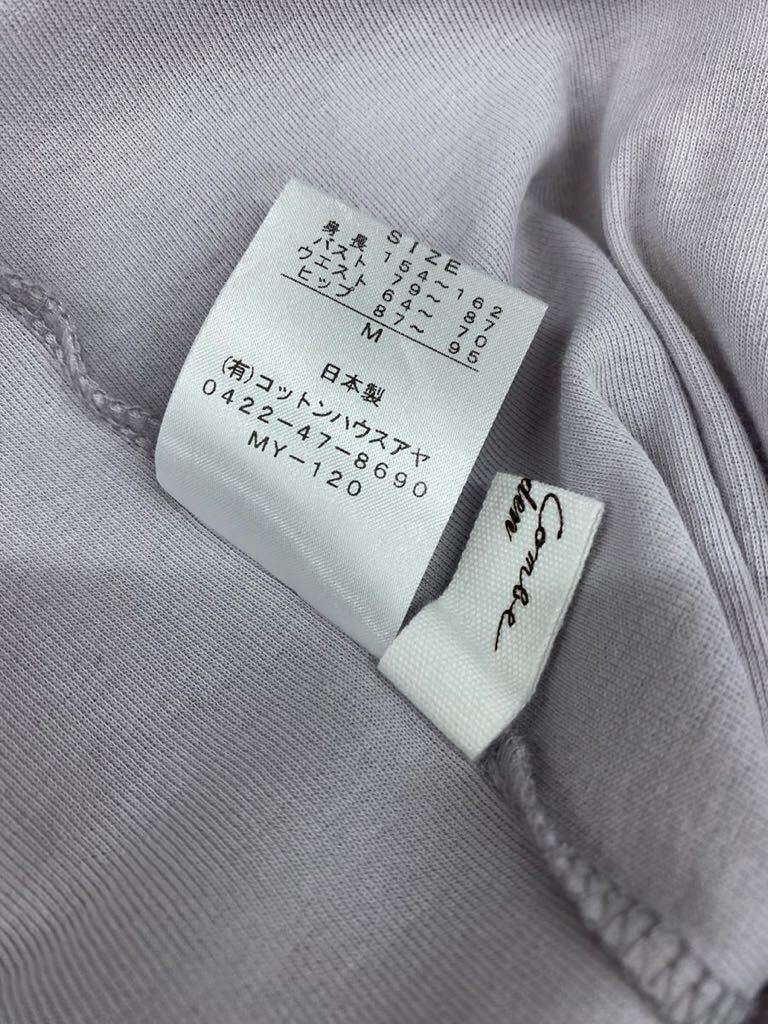 SIZE
身長 154～162
バスト 79～ 87
ウエスト 64～ 70
ヒップ 87～ 95
M
日本製
(有)コットンハウスアヤ
0422-47-8690
MY-120
Combe
den